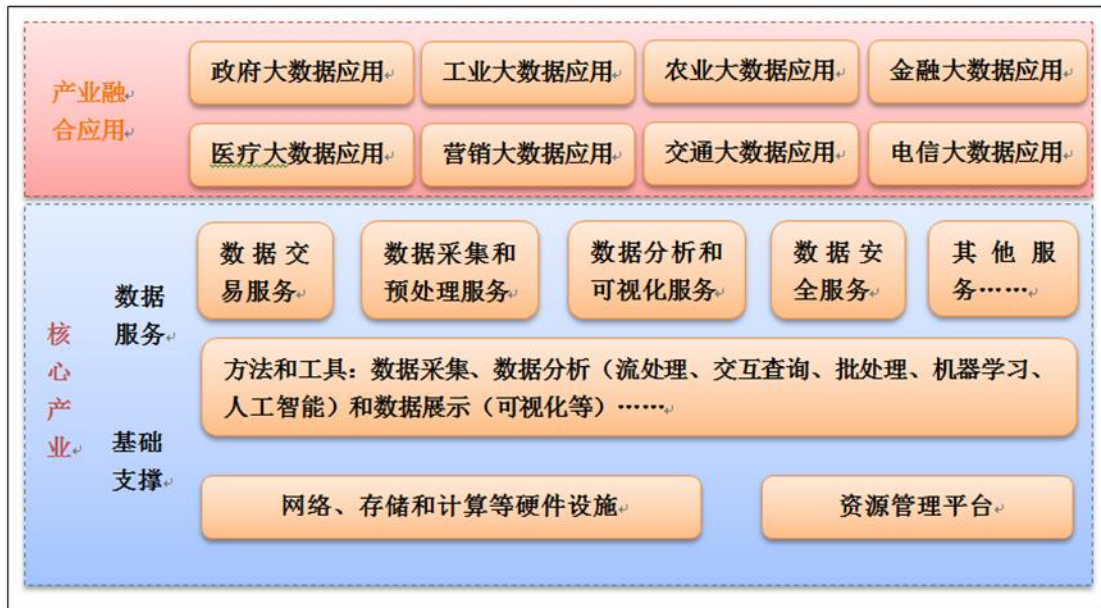 产业融
合应用
政府大数据应用
工业大数据应用
农业大数据应用
金融大数据应用
医疗大数据应用
营销大数据应用
交通大数据应用
电信大数据应用
核
心
产
业
数据
服务
数据交
易服务
数据采集和
预处理服务
数据分析和
可视化服务
数据安
全服务
其他服
务……
方法和工具：数据采集、数据分析（流处理、交互查询、批处理、机器学习、
人工智能）和数据展示（可视化等）……
基础
支撑
网络、存储和计算等硬件设施
资源管理平台